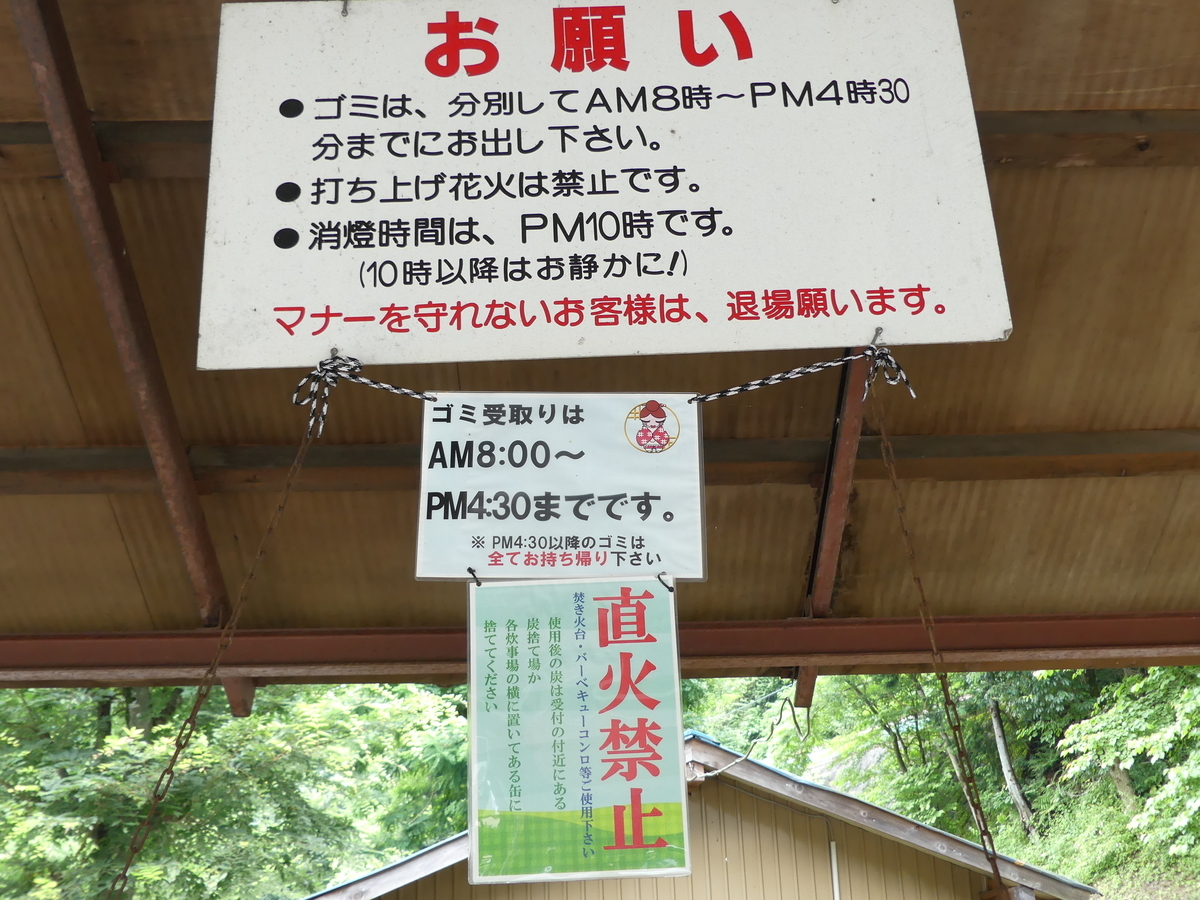 お願い
●ゴミは、分別してAM8時～PM4時30
分までにお出し下さい。
●打ち上げ花火は禁止です。
●消燈時間は、PM10時です。
(10時以降はお静かに!)
マナーを守れないお客様は、退場願います。
ゴミ受取りは
AM8:00～
PM4:30までです。
※ PM4:30以降のゴミは
全てお持ち帰り下さい
直火禁止
焚き火台・バーベキューコンロ等ご使用下さい
使用後の炭は受付の付近にある
炭捨て場か
各炊事場の横に置いてある缶に
捨ててください